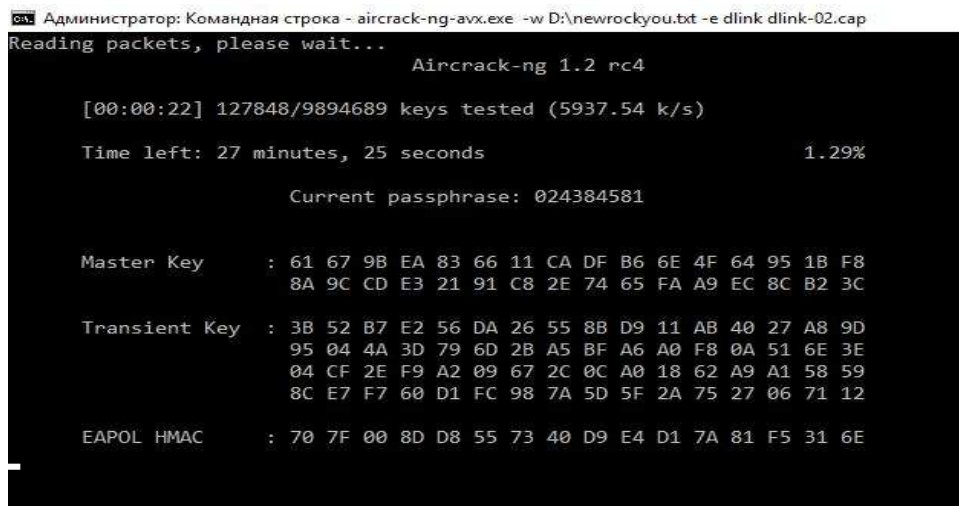 Администратор: Командная строка - aircrack-ng-avx.exe -w D:\newrockyou.txt -e dlink dlink-02.cap
Reading packets, please wait...
Aircrack-ng 1.2 rc4
[00:00:22] 127848/9894689 keys tested (5937.54 k/s)
Time left: 27 minutes, 25 seconds 1.29%
Current passphrase: 024384581
Master Key : 61 67 9B EA 83 66 11 CA DF B6 6E 4F 64 95 1B F8
8A 9C CD E3 21 91 C8 2E 74 65 FA A9 EC 8C B2 3C
Transient Key : 3B 52 B7 E2 56 DA 26 55 8B D9 11 AB 40 27 A8 9D
95 04 4A 3D 79 6D 2B A5 BF A6 A0 F8 0A 51 6E 3E
04 CF 2E F9 A2 09 67 2C 0C A0 18 62 A9 A1 58 59
8C E7 F7 60 D1 FC 98 7A 5D 5F 2A 75 27 06 71 12
EAPOL HMAC : 70 7F 00 8D D8 55 73 40 D9 E4 D1 7A 81 F5 31 6E